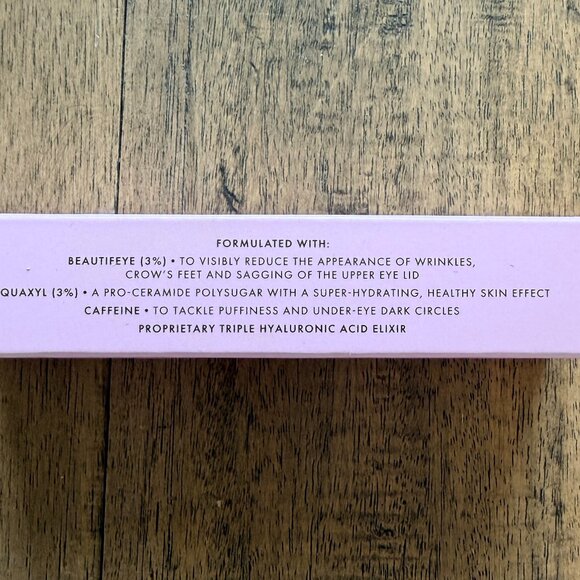 FORMULATED WITH:
BEAUTIFEYE (3%) • TO VISIBLY REDUCE THE APPEARANCE OF WRINKLES,
CROW'S FEET AND SAGGING OF THE UPPER EYE LID
QUAXYL (3%) • A PRO-CERAMIDE POLYSUGAR WITH A SUPER-HYDRATING, HEALTHY SKIN EFFECT
CAFFEINE • TO TACKLE PUFFINESS AND UNDER-EYE DARK CIRCLES
PROPRIETARY TRIPLE HYALURONIC ACID ELIXIR